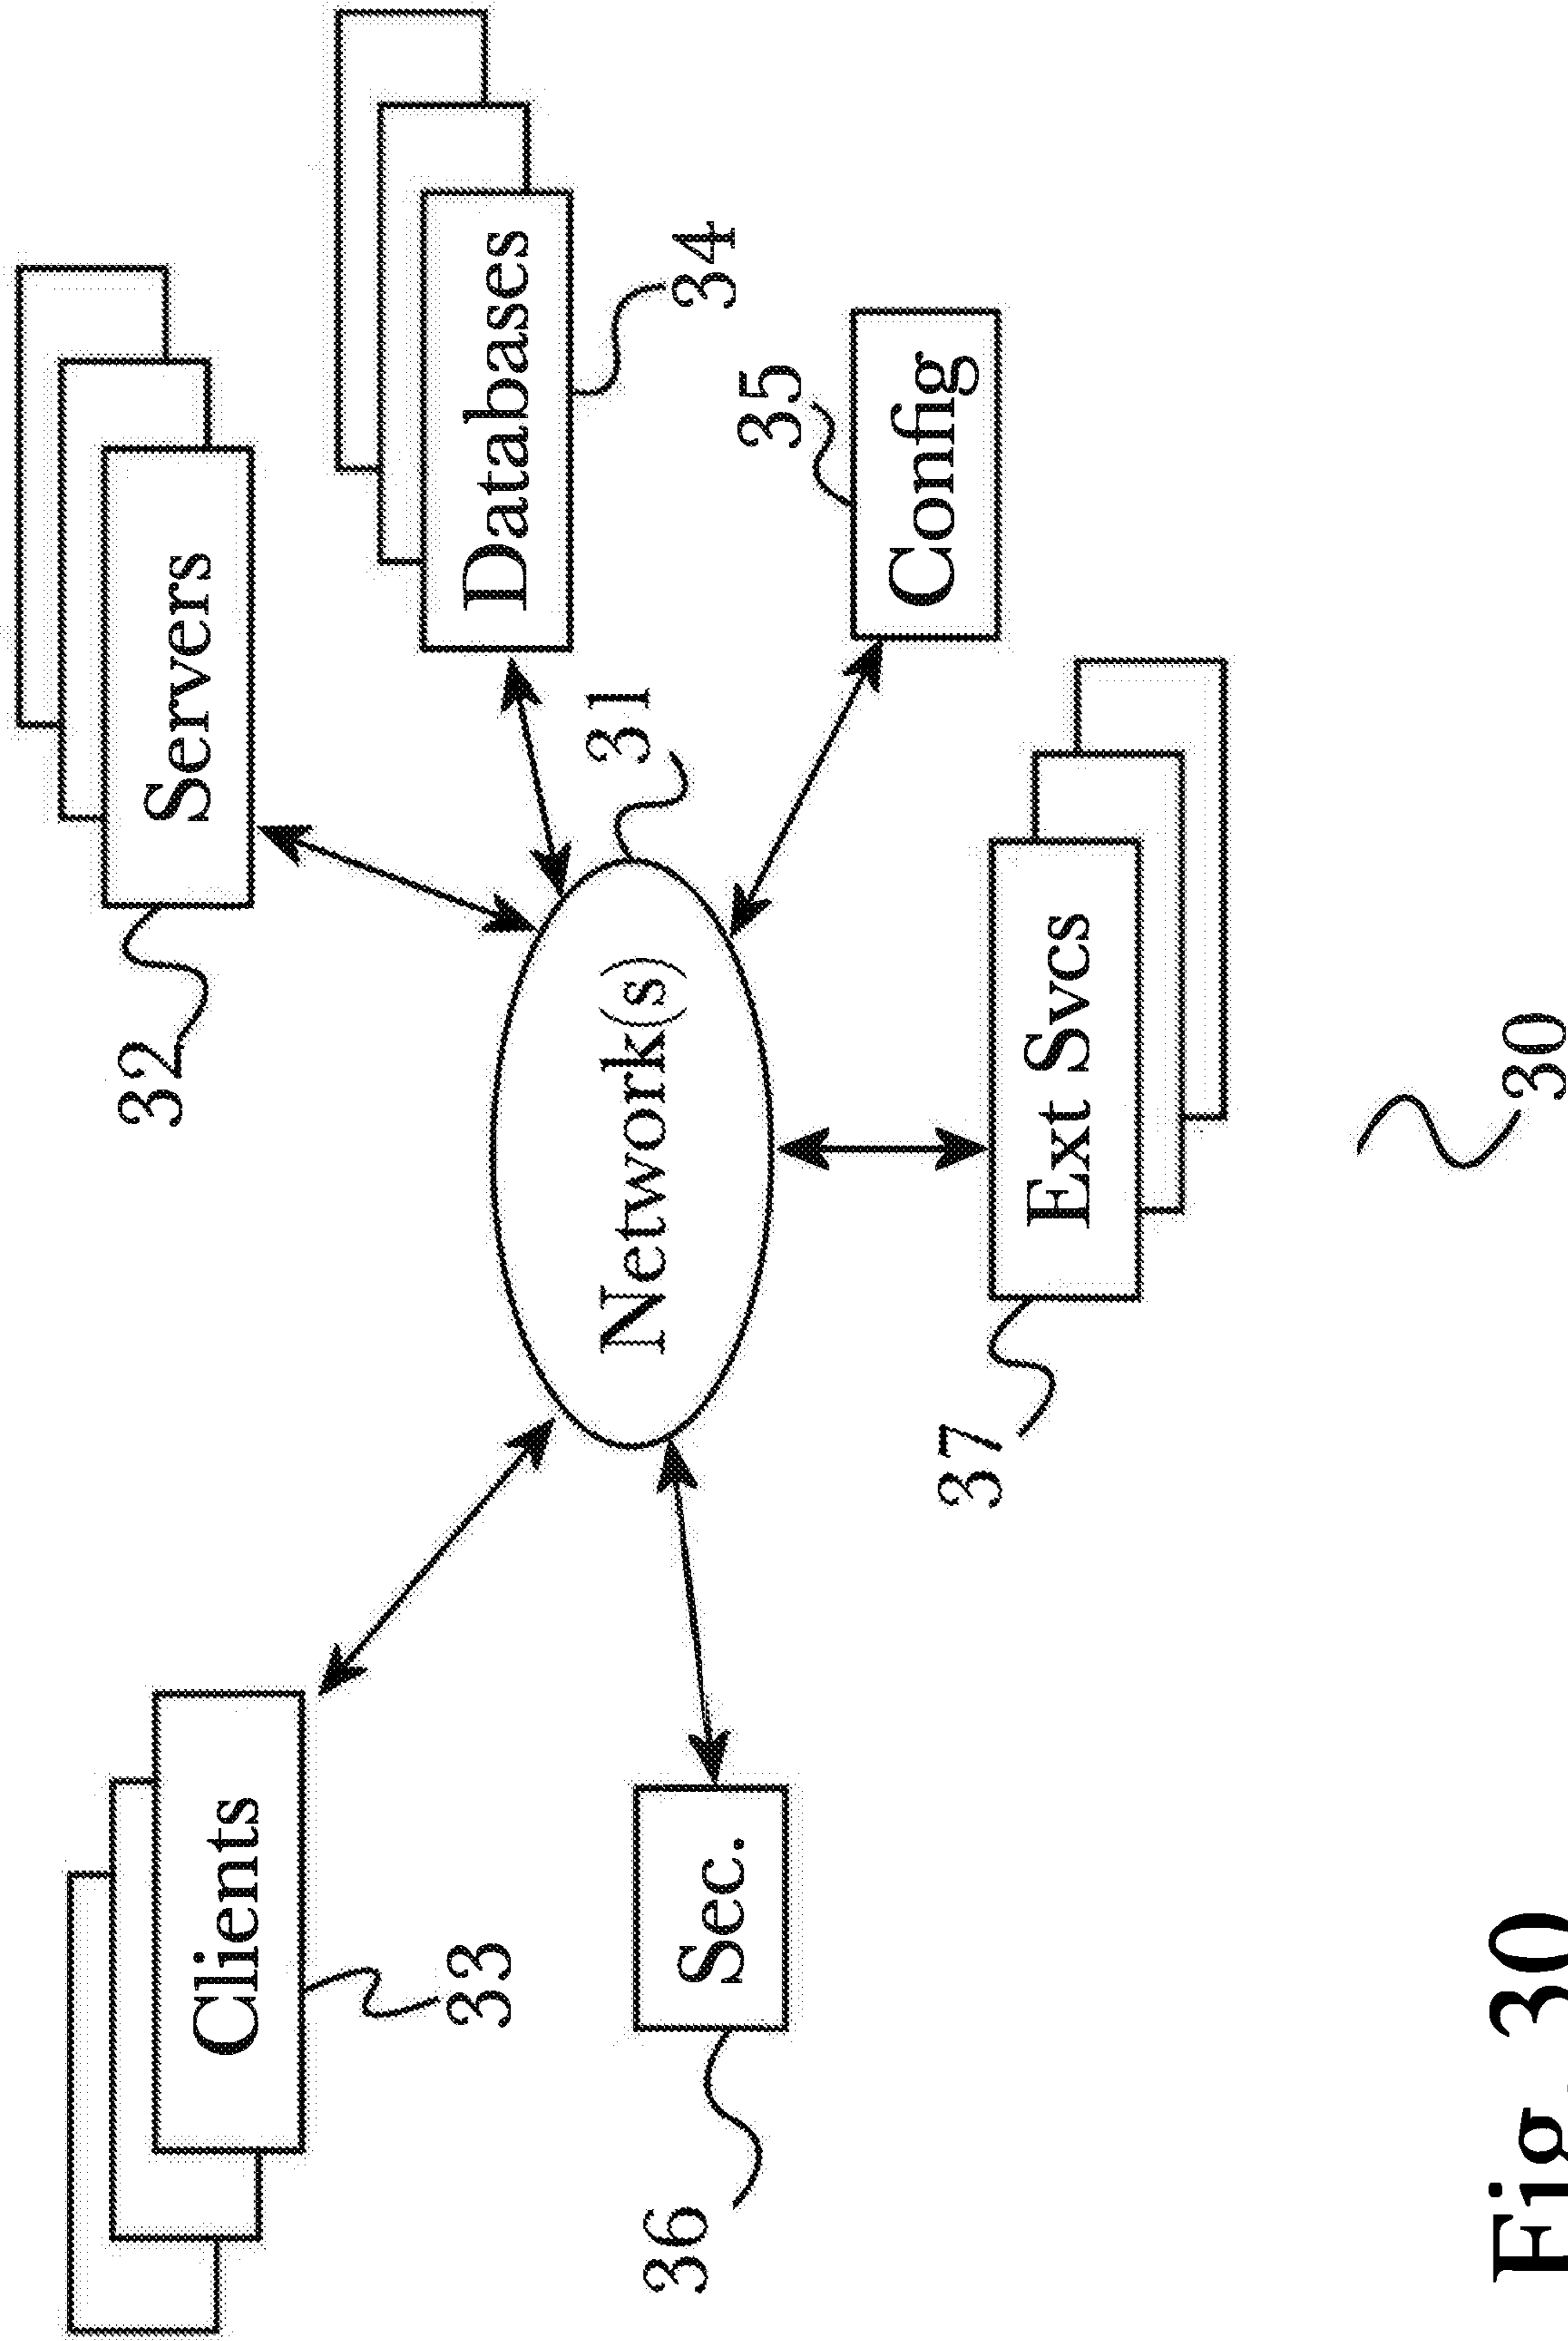 32
Servers
Clients
33
Databases
34
31
Network(s)
35
Config
36
Sec.
37
Ext Svcs
30
Fig. 30